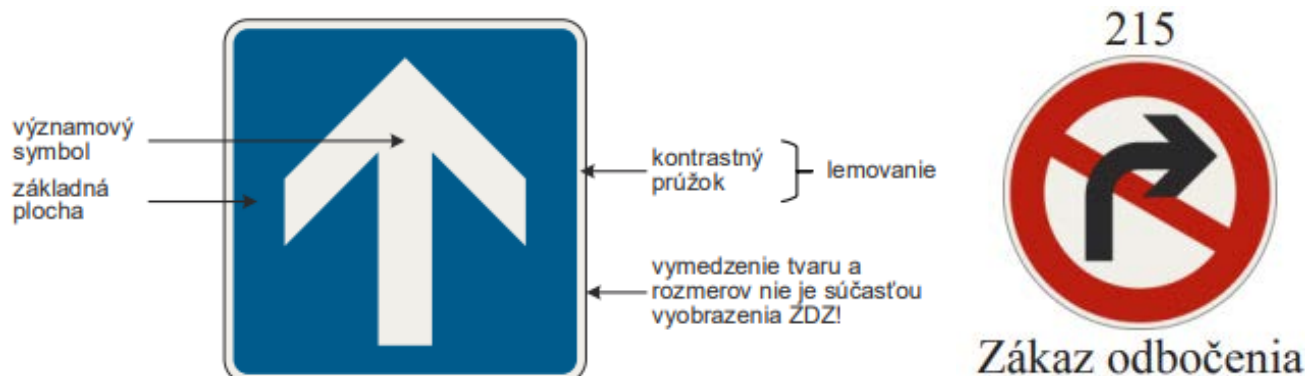 významový
symbol
základná
plocha
kontrastný
prúžok
lemovanie
vymedzenie tvaru a
rozmerov nie je súčasťou
vyobrazenia ZDZ!
215
Zákaz odbočenia